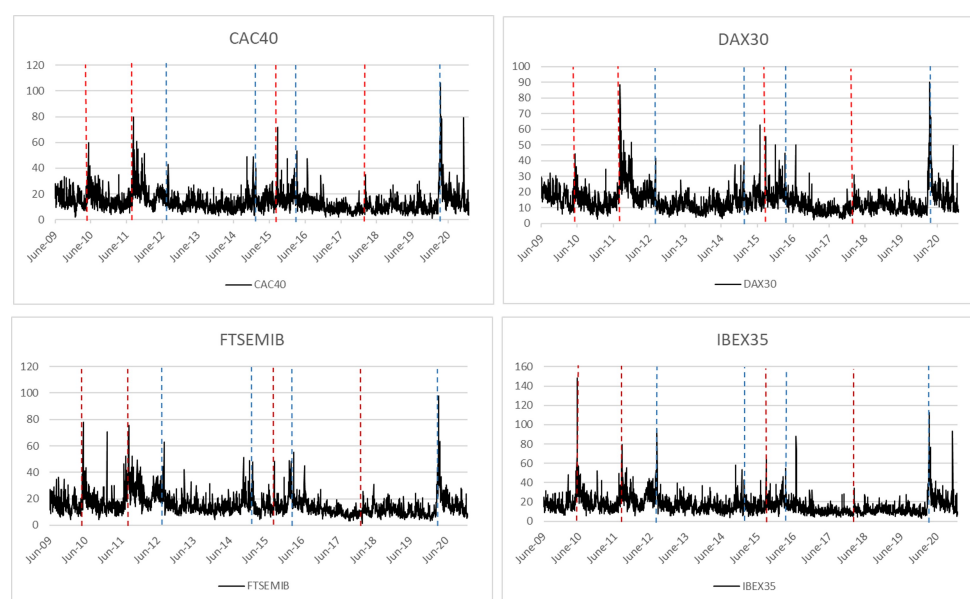 CAC40
120
100
80
60
40
20
0
June-09
June-10
June-11
June-12
June-13
June-14
June-15
June-16
June-17
June-18
June-19
June-20
CAC40
DAX30
100
90
80
70
60
50
40
30
20
10
0
Jun-09
Jun-10
Jun-11
Jun-12
Jun-13
Jun-14
Jun-15
Jun-16
Jun-17
Jun-18
Jun-19
Jun-20
DAX30
FTSEMIB
120
100
80
60
40
20
0
Jun-09
Jun-10
Jun-11
Jun-12
Jun-13
Jun-14
Jun-15
Jun-16
Jun-17
Jun-18
Jun-19
Jun-20
FTSEMIB
IBEX35
160
140
120
100
80
60
40
20
0
June-09
June-10
June-11
June-12
June-13
June-14
June-15
June-16
June-17
June-18
June-19
June-20
IBEX35